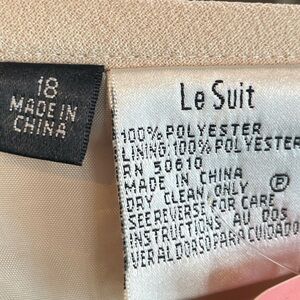 18
MADE IN
CHINA
Le Suit
100% POLYESTER
LINING: 100% POLYESTER
RN 50610
MADE IN CHINA
DRY CLEAN ONLY P
SEE REVERSE FOR CARE
INSTRUCTIONS AU DOS
VER AL DORSO PARA CUIDADO